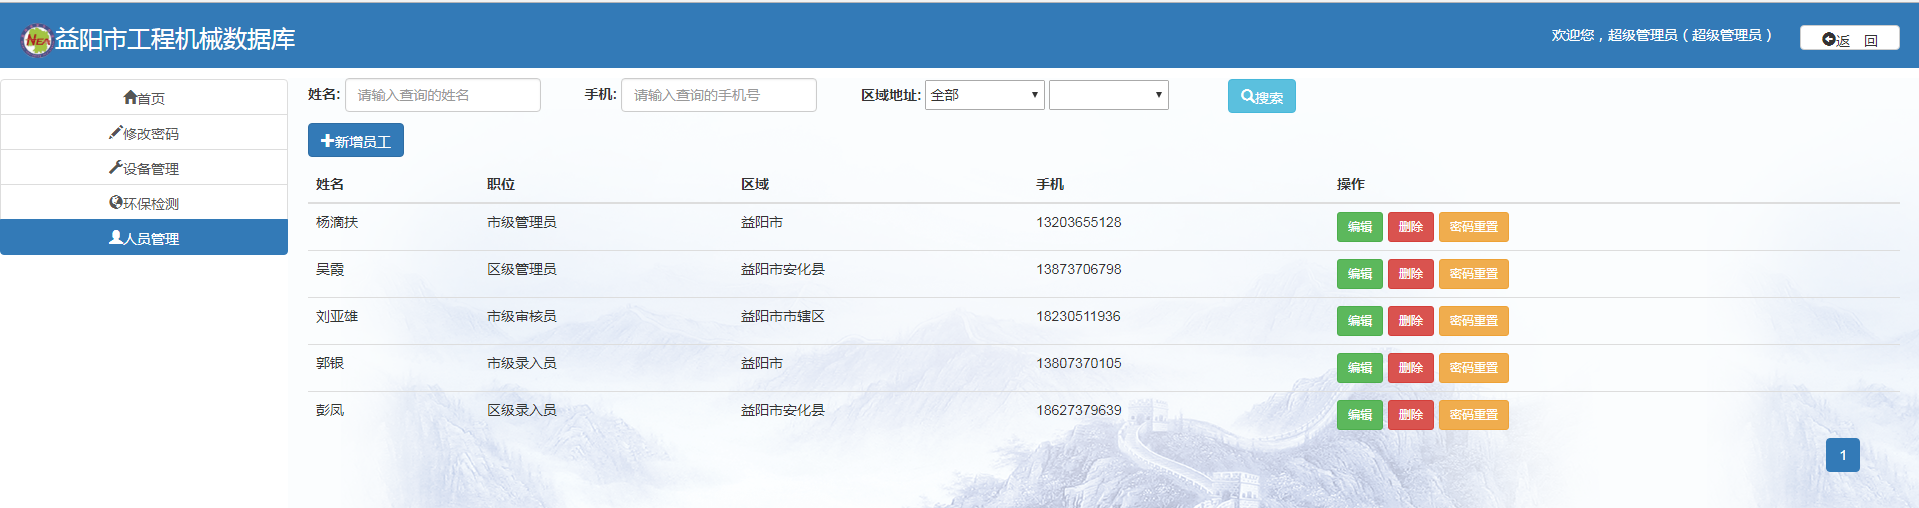 NEA 益阳市工程机械数据库
欢迎您，超级管理员（超级管理员）
返 回
首页
修改密码
设备管理
环保检测
人员管理
姓名: 请输入查询的姓名 手机: 请输入查询的手机号 区域地址: 全部 搜索
新增员工
姓名 职位 区域 手机 操作
杨滴扶 市级管理员 益阳市 13203655128 编辑 删除 密码重置
吴霞 区级管理员 益阳市安化县 13873706798 编辑 删除 密码重置
刘亚雄 市级审核员 益阳市市辖区 18230511936 编辑 删除 密码重置
郭银 市级录入员 益阳市 13807370105 编辑 删除 密码重置
彭凤 区级录入员 益阳市安化县 18627379639 编辑 删除 密码重置
1